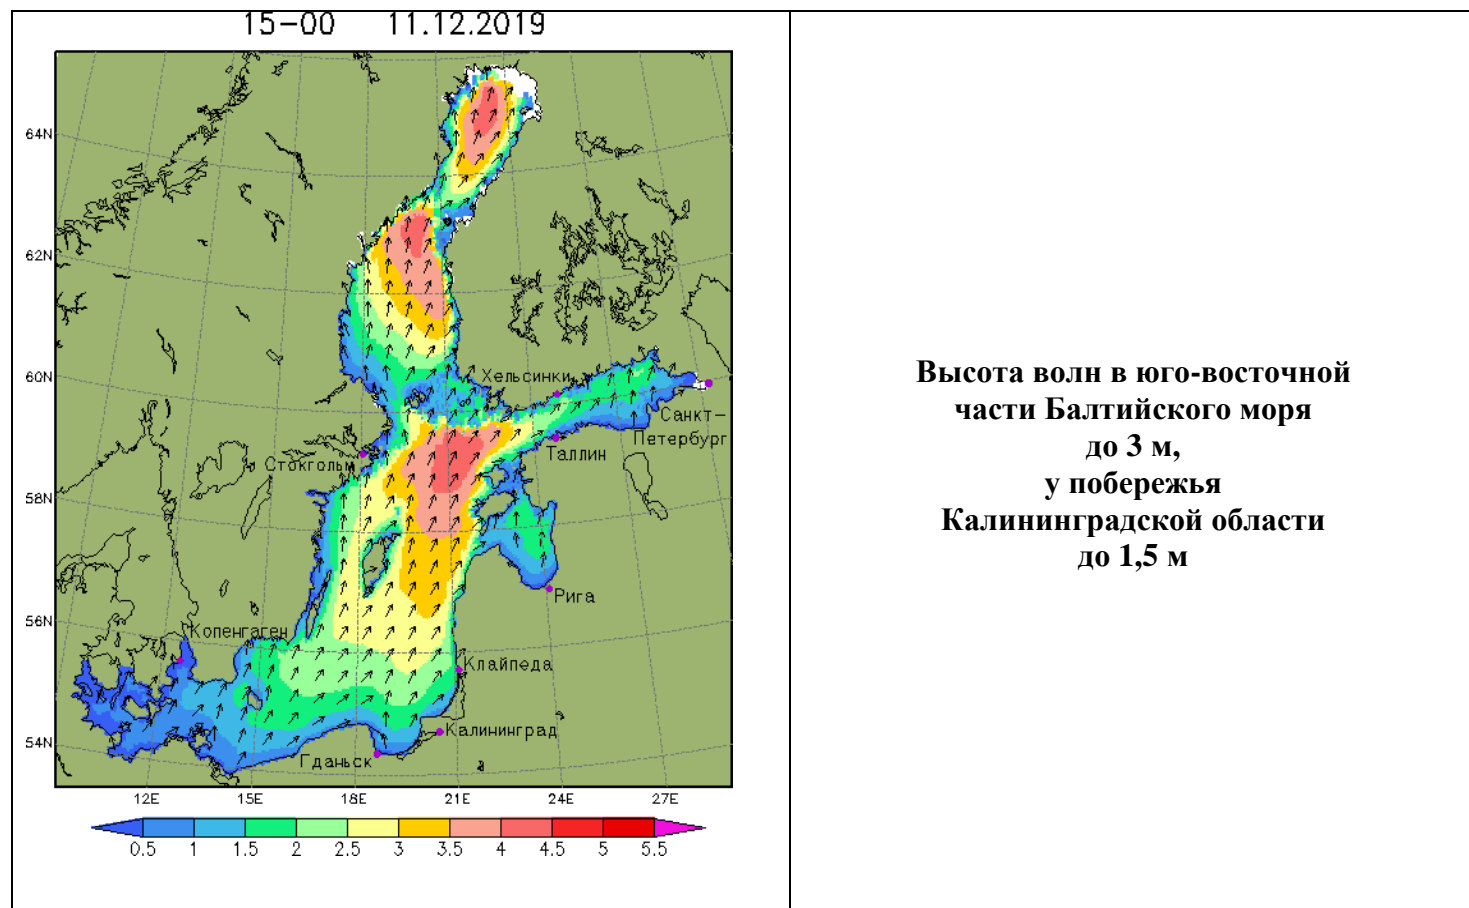 15-00 11.12.2019
64N
62N
60N
58N
56N
54N
Хельсинки
Санкт-
Петербург
Таллин
Стокгольм
Рига
Копенгаген
Клайпеда
Калининград
Гданьск
12E 15E 18E 21E 24E 27E
0.5 1 1.5 2 2.5 3 3.5 4 4.5 5 5.5
Высота волн в юго-восточной
части Балтийского моря
до 3 м,
у побережья
Калининградской области
до 1,5 м